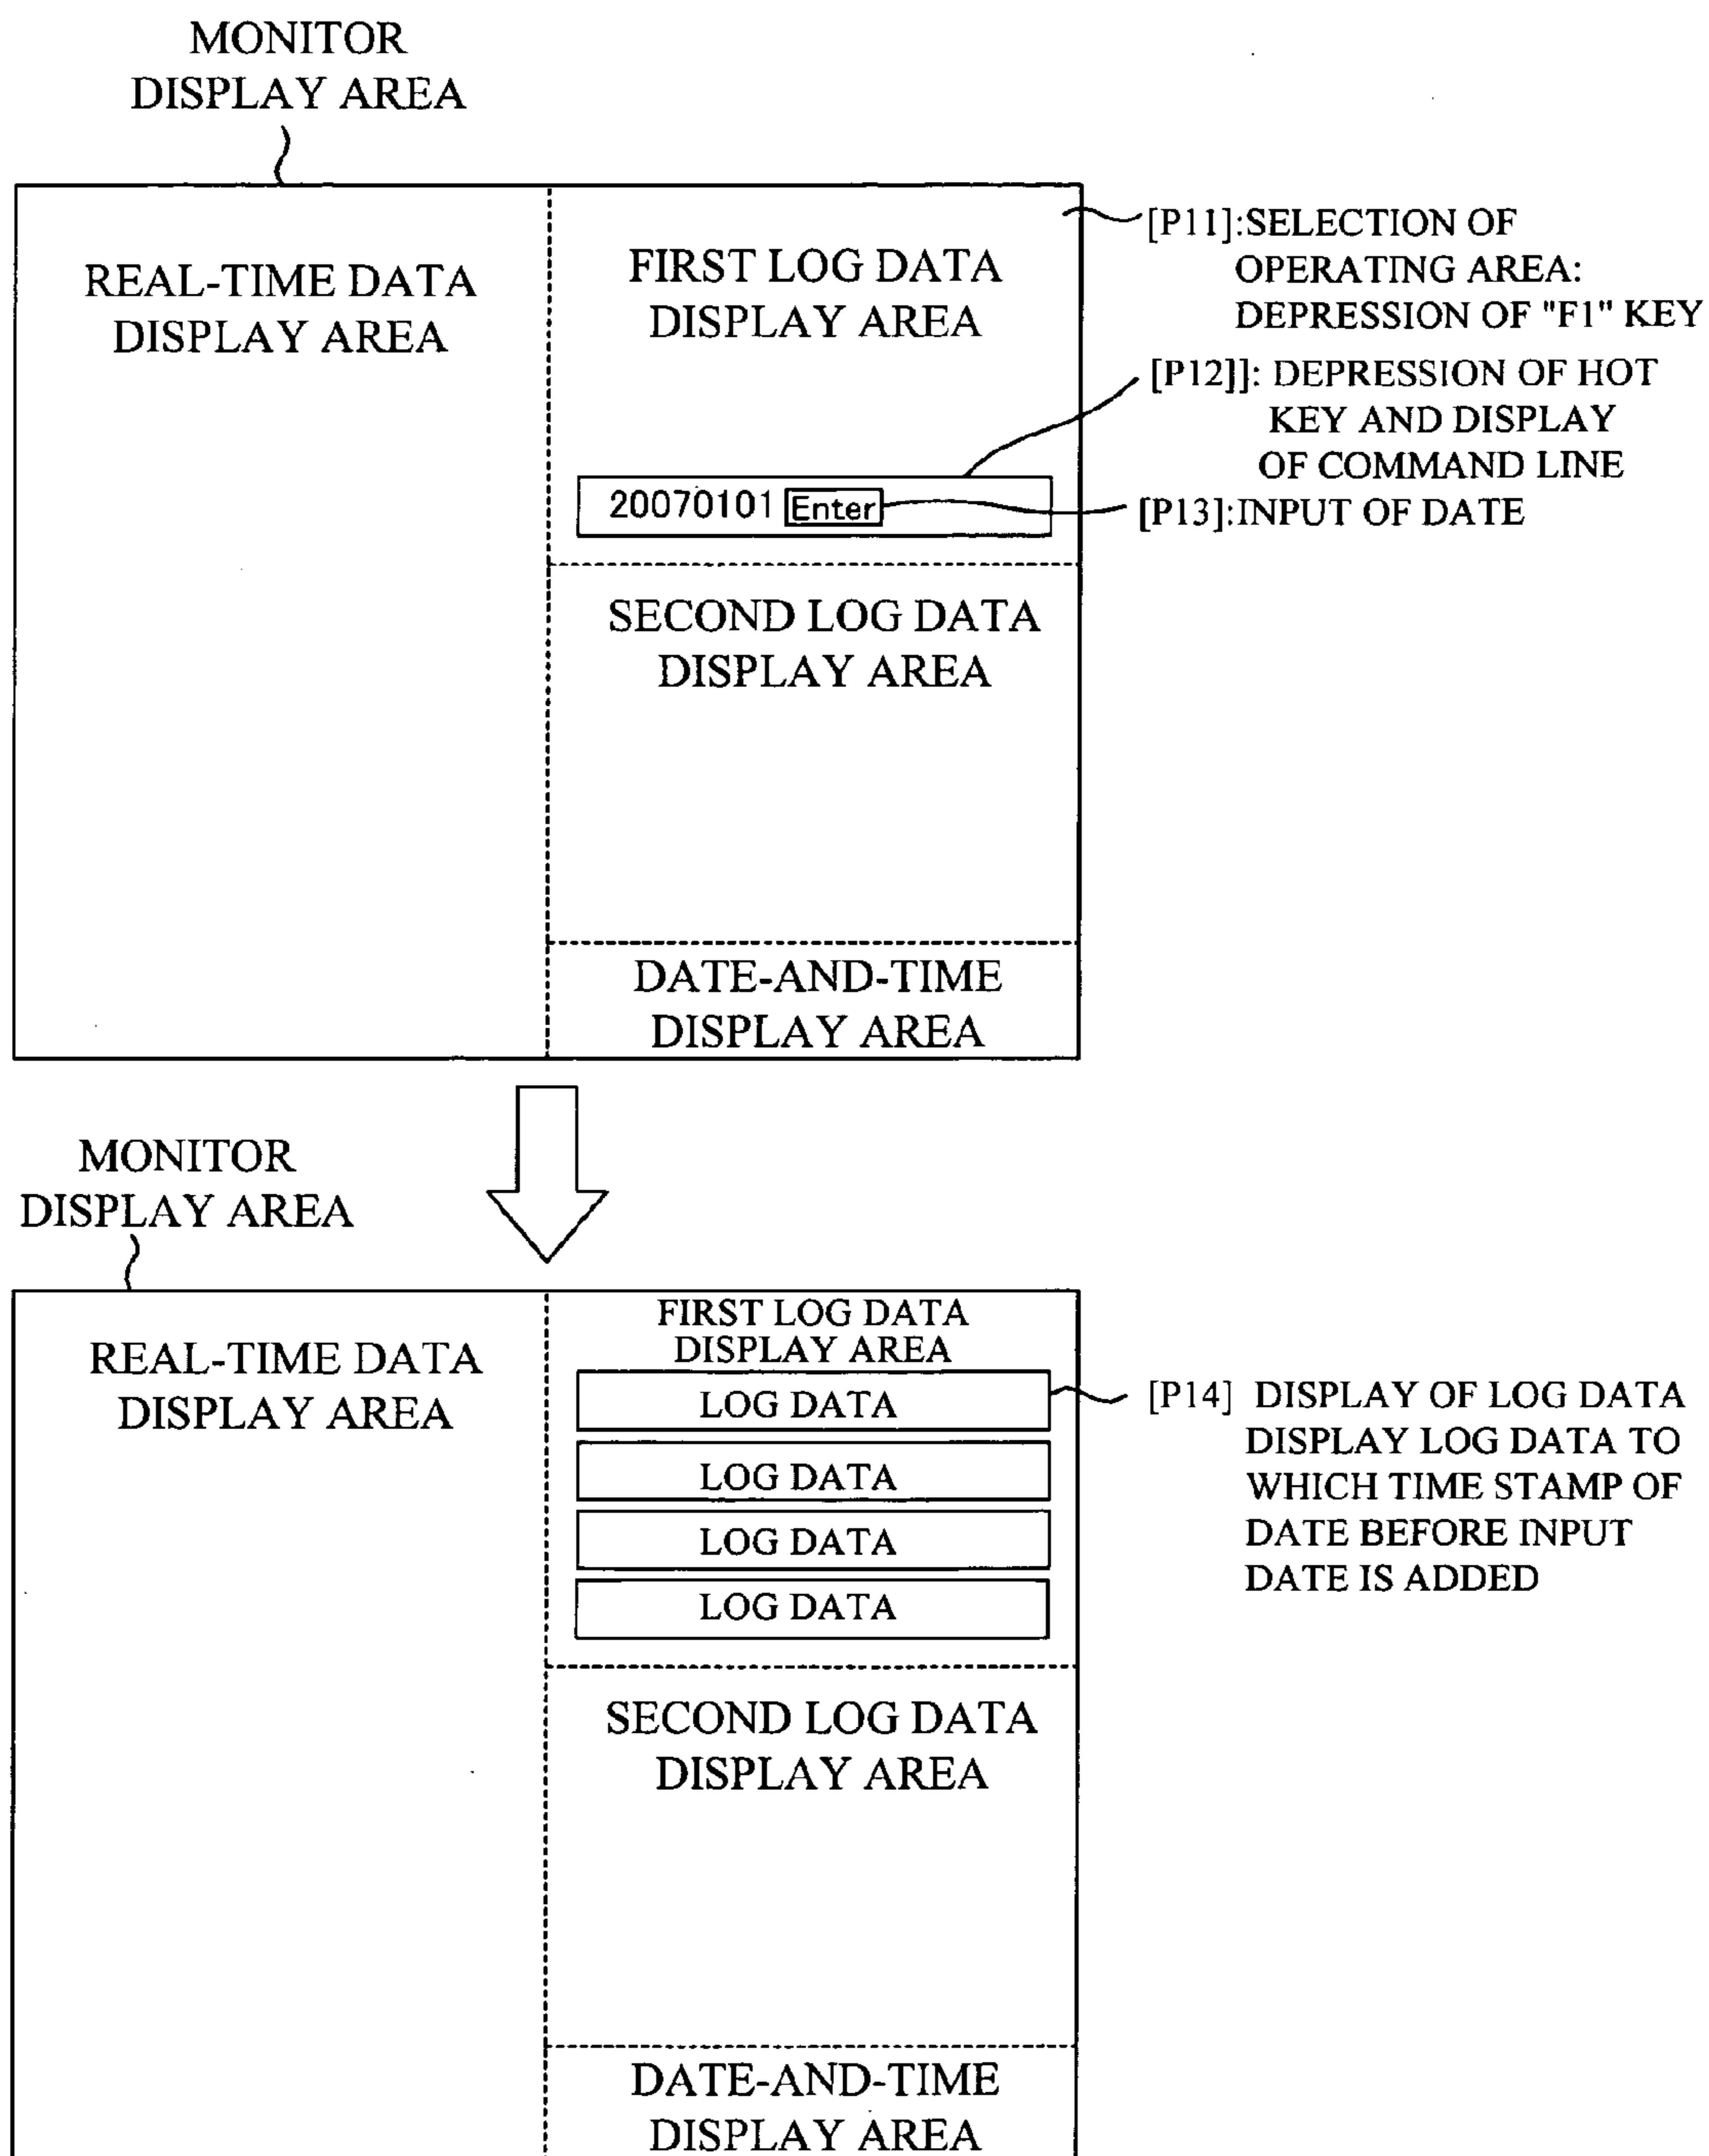 MONITOR
DISPLAY AREA
REAL-TIME DATA
DISPLAY AREA
FIRST LOG DATA
DISPLAY AREA
[P11]:SELECTION OF
OPERATING AREA:
DEPRESSION OF "F1" KEY
[P12]]: DEPRESSION OF HOT
KEY AND DISPLAY
OF COMMAND LINE
20070101 Enter
[P13]:INPUT OF DATE
SECOND LOG DATA
DISPLAY AREA
DATE-AND-TIME
DISPLAY AREA
MONITOR
DISPLAY AREA
REAL-TIME DATA
DISPLAY AREA
FIRST LOG DATA
DISPLAY AREA
LOG DATA
LOG DATA
LOG DATA
LOG DATA
[P14] DISPLAY OF LOG DATA
DISPLAY LOG DATA TO
WHICH TIME STAMP OF
DATE BEFORE INPUT
DATE IS ADDED
SECOND LOG DATA
DISPLAY AREA
DATE-AND-TIME
DISPLAY AREA